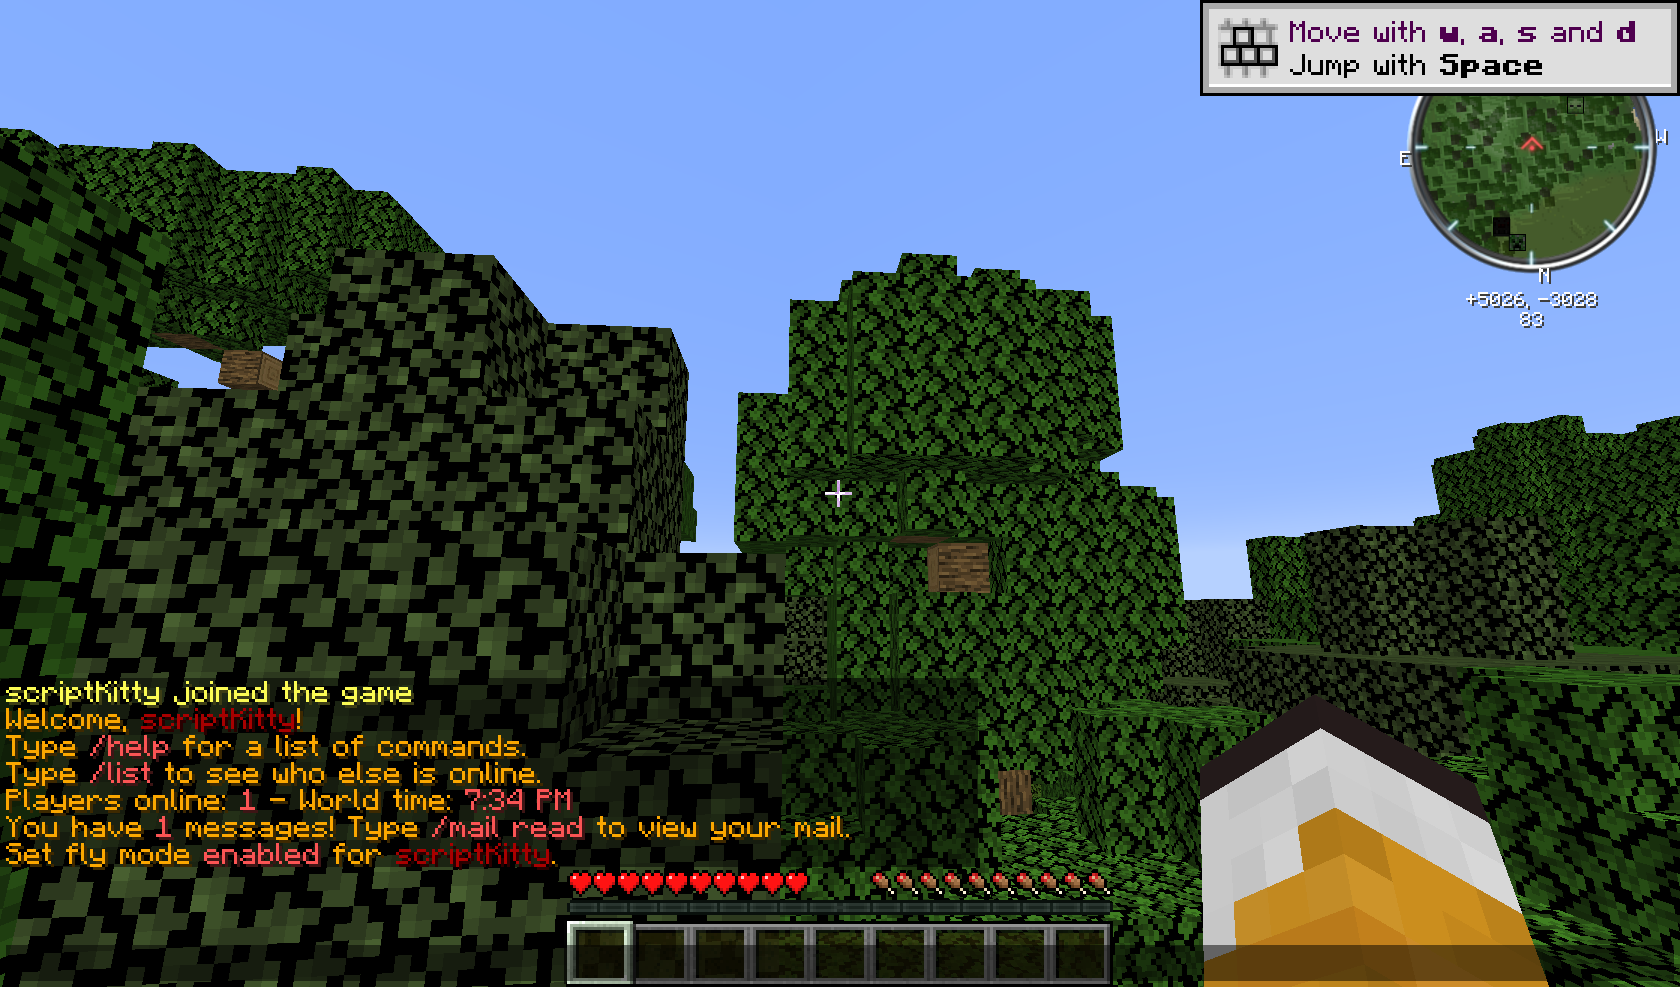 Move with w, a, s and d
Jump with Space
E
W
N
+5026, -3028
83
scriptKitty joined the game
Welcome, scriptKitty!
Type /help for a list of commands.
Type /list to see who else is online.
Players online: 1 - World time: 7:34 PM
You have 1 messages! Type /mail read to view your mail.
Set fly mode enabled for scriptKitty.